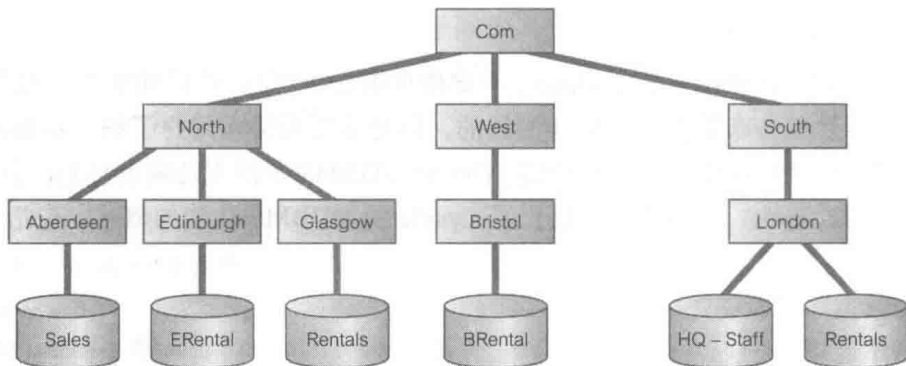 Com
North West South
Aberdeen Edinburgh Glasgow Bristol London
Sales ERental Rentals BRental HQ – Staff Rentals